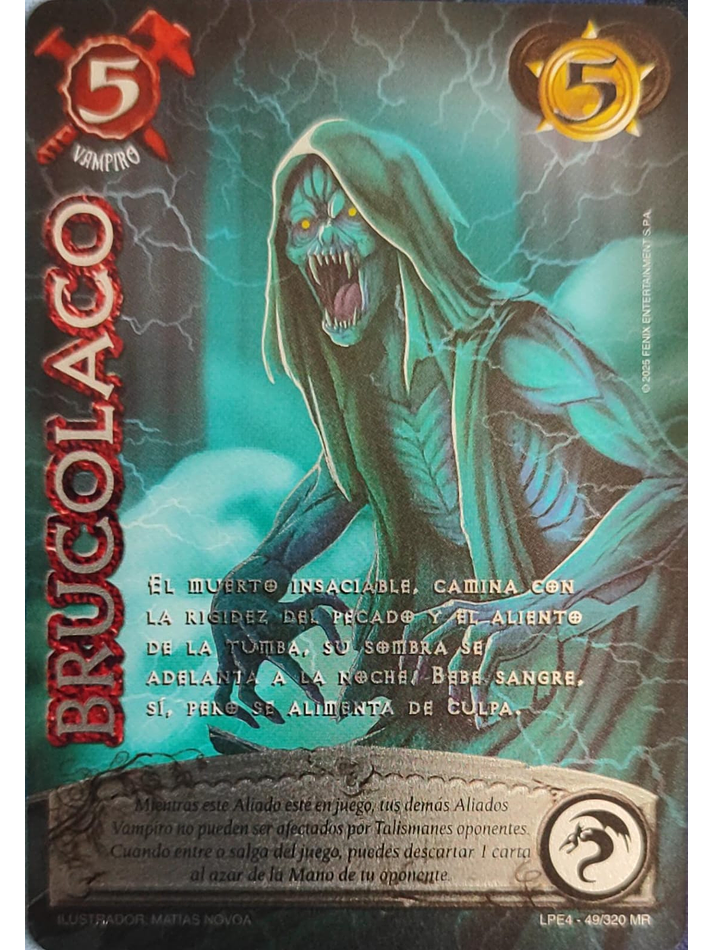 5
VAMPIRO
5
BRUCOLACO
© 2025 FENIX ENTERTAINMENT S.P.A.
EL MUERTO INSACIABLE, CAMINA CON
LA RIGIDEZ DEL PECADO Y EL ALIENTO
DE LA TUMBA, SU SOMBRA SE
ADELANTA A LA NOCHE. BEBE SANGRE,
SÍ, PERO SE ALIMENTA DE CULPA.
Mientras este Aliado esté en juego, tus demás Aliados
Vampiro no pueden ser afectados por Talismanes oponentes.
Cuando entre o salga del juego, puedes descartar 1 carta
al azar de la Mano de tu oponente.
ILUSTRADOR: MATIAS NOVOA
LPE4 - 49/320 MR